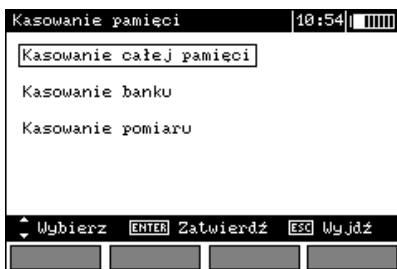 Kasowanie pamięci 10:54
Kasowanie całej pamięci
Kasowanie banku
Kasowanie pomiaru
Wybierz ENTER Zatwierdź ESC Wyjdź